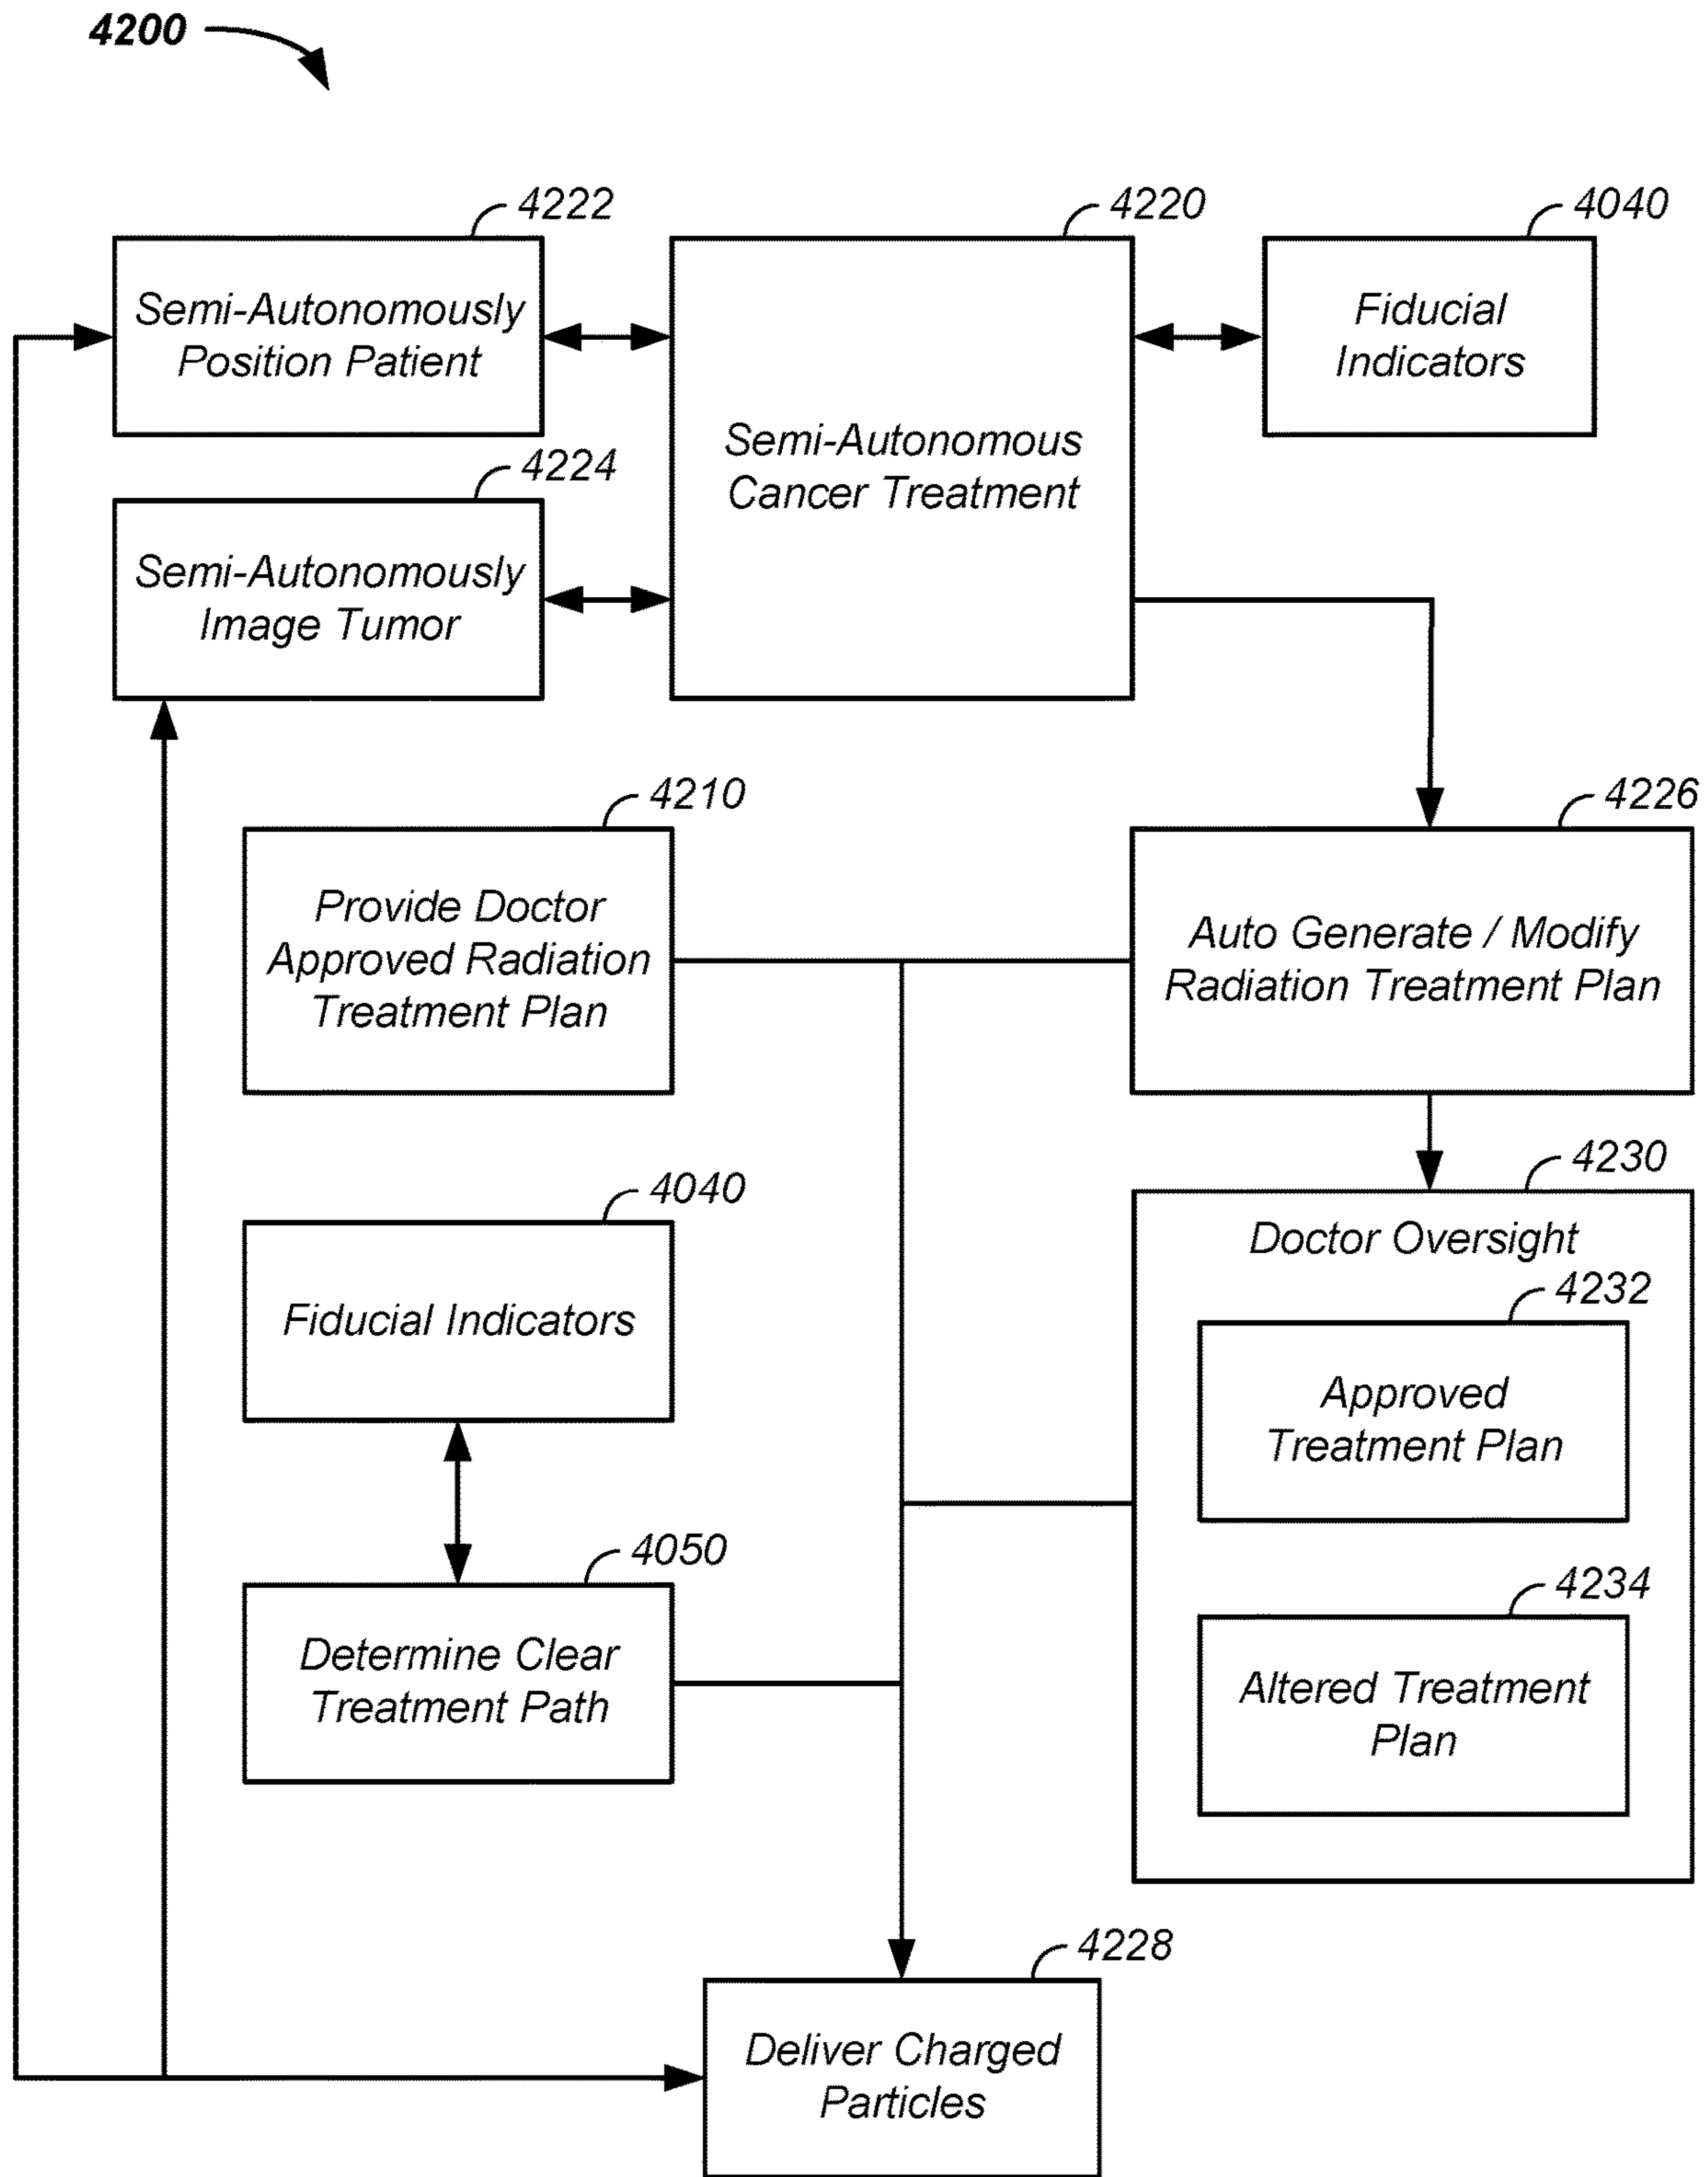 4200
4222
4220
4040
Semi-Autonomously
Position Patient
Fiducial
Indicators
Semi-Autonomous
Cancer Treatment
4224
Semi-Autonomously
Image Tumor
4210
4226
Provide Doctor
Approved Radiation
Treatment Plan
Auto Generate / Modify
Radiation Treatment Plan
4230
Doctor Oversight
4040
Fiducial Indicators
4232
Approved
Treatment Plan
4050
Determine Clear
Treatment Path
4234
Altered Treatment
Plan
4228
Deliver Charged
Particles